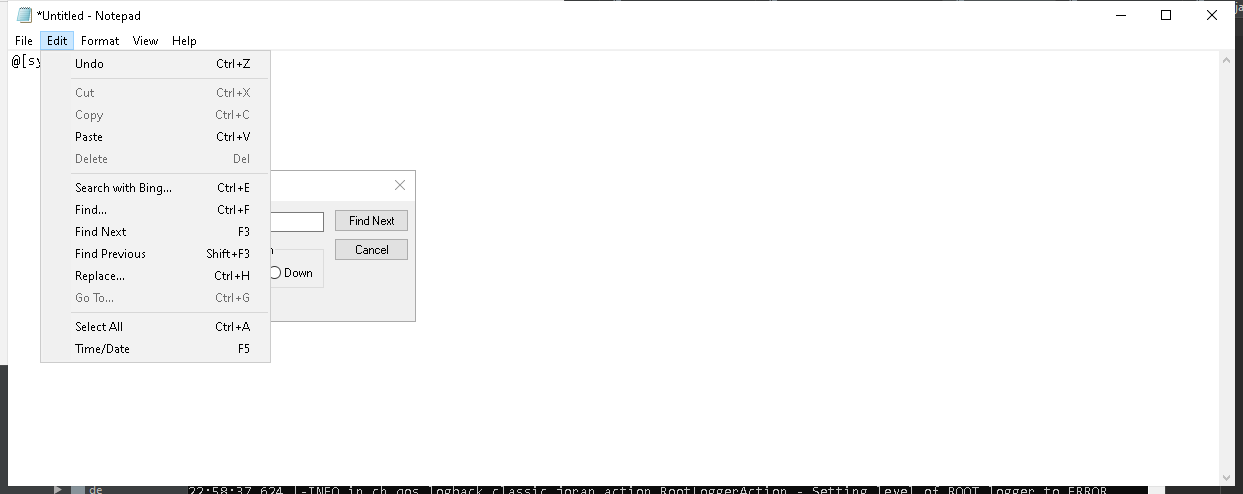 *Untitled - Notepad
File Edit Format View Help
@[sy
Undo Ctrl+Z
Cut Ctrl+X
Copy Ctrl+C
Paste Ctrl+V
Delete Del
Search with Bing... Ctrl+E
Find... Ctrl+F
Find Next F3
Find Previous Shift+F3
Replace... Ctrl+H
Go To... Ctrl+G
Select All Ctrl+A
Time/Date F5
Find Next
Cancel
Down
ja
de
22:58:37,624 |-INFO in ch.qos.logback.classic.joran.action.RootLoggerAction - Setting level of ROOT logger to ERROR